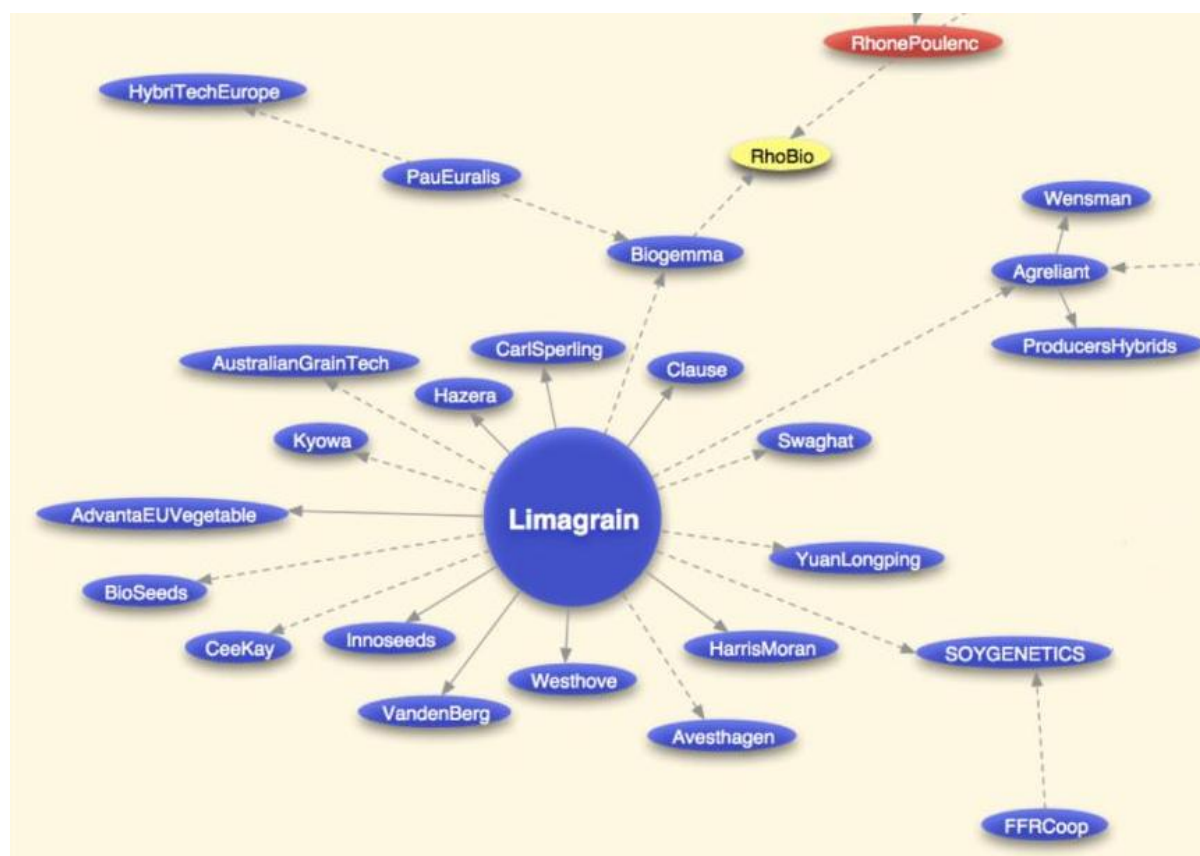 RhonePoulenc
HybriTechEurope
RhoBio
PauEuralis
Wensman
Biogemma
Agreliant
ProducersHybrids
CarlSperling
AustralianGrainTech
Clause
Hazera
Kyowa
Swaghat
AdvantaEUVegetable
Limagrain
YuanLongping
BioSeeds
Innoseeds
CeeKay
HarrisMoran
SOYGENETICS
Westhove
VandenBerg
Avesthagen
FFRCoop